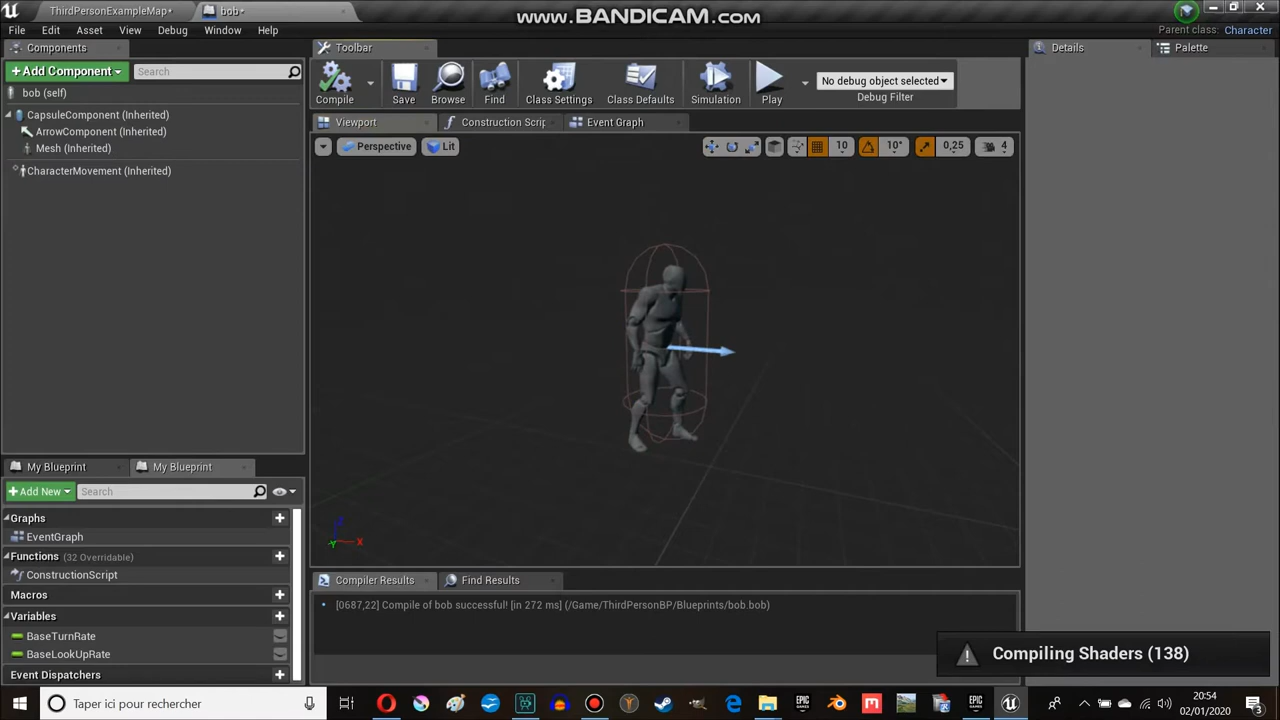 www.BANDICAM.com
ThirdPersonExampleMap*
bob*
File Edit Asset View Debug Window Help
Parent class: Character
Components
+Add Component
Search
bob (self)
CapsuleComponent (Inherited)
ArrowComponent (Inherited)
Mesh (Inherited)
CharacterMovement (Inherited)
Toolbar
Compile
Save
Browse
Find
Class Settings
Class Defaults
Simulation
Play
No debug object selected
Debug Filter
Viewport
Construction Scrip
Event Graph
Perspective
Lit
10
10°
0,25
4
Details
Palette
Z
X
Y
My Blueprint
My Blueprint
+Add New
Search
Graphs
EventGraph
Functions (32 Overridable)
ConstructionScript
Macros
Variables
BaseTurnRate
BaseLookUpRate
Event Dispatchers
Compiler Results
Find Results
[0687,22] Compile of bob successful! [in 272 ms] (/Game/ThirdPersonBP/Blueprints/bob.bob)
Compiling Shaders (138)
Taper ici pour rechercher
EPIC GAMES
EPIC GAMES
20:54
02/01/2020
3